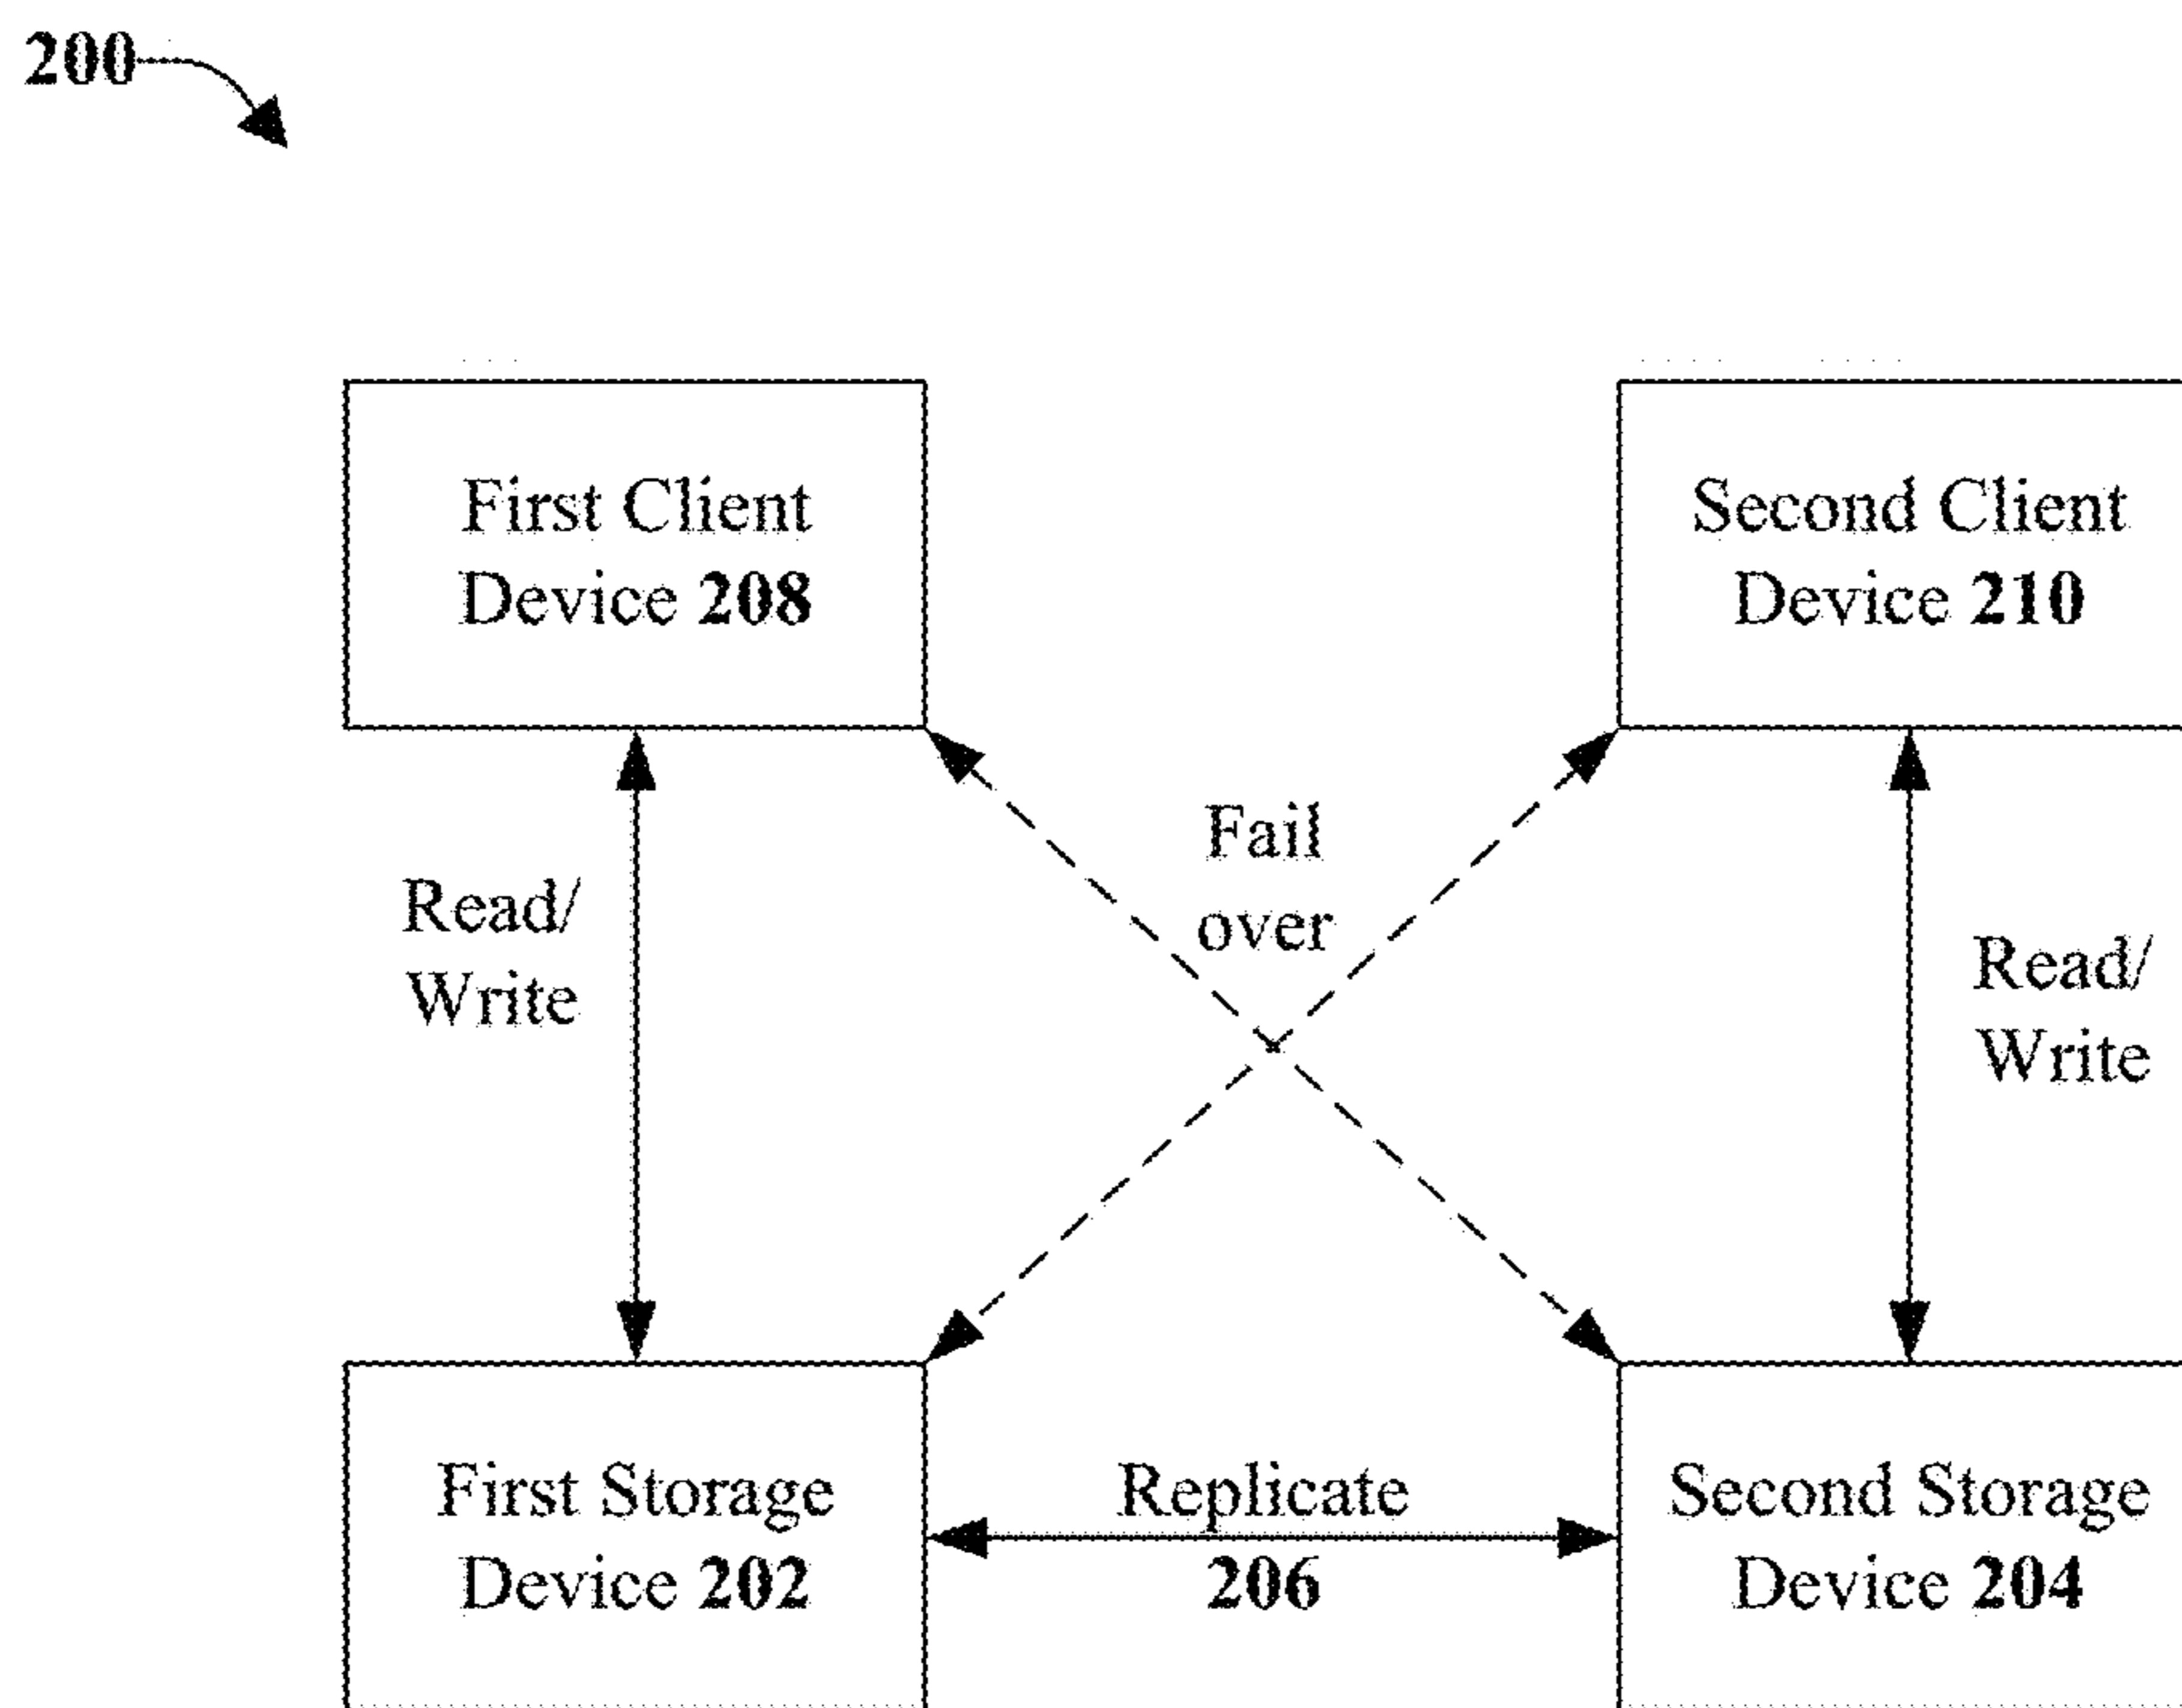 200
First Client
Device 208
Second Client
Device 210
Fail
over
Read/
Write
Read/
Write
First Storage
Device 202
Replicate
206
Second Storage
Device 204